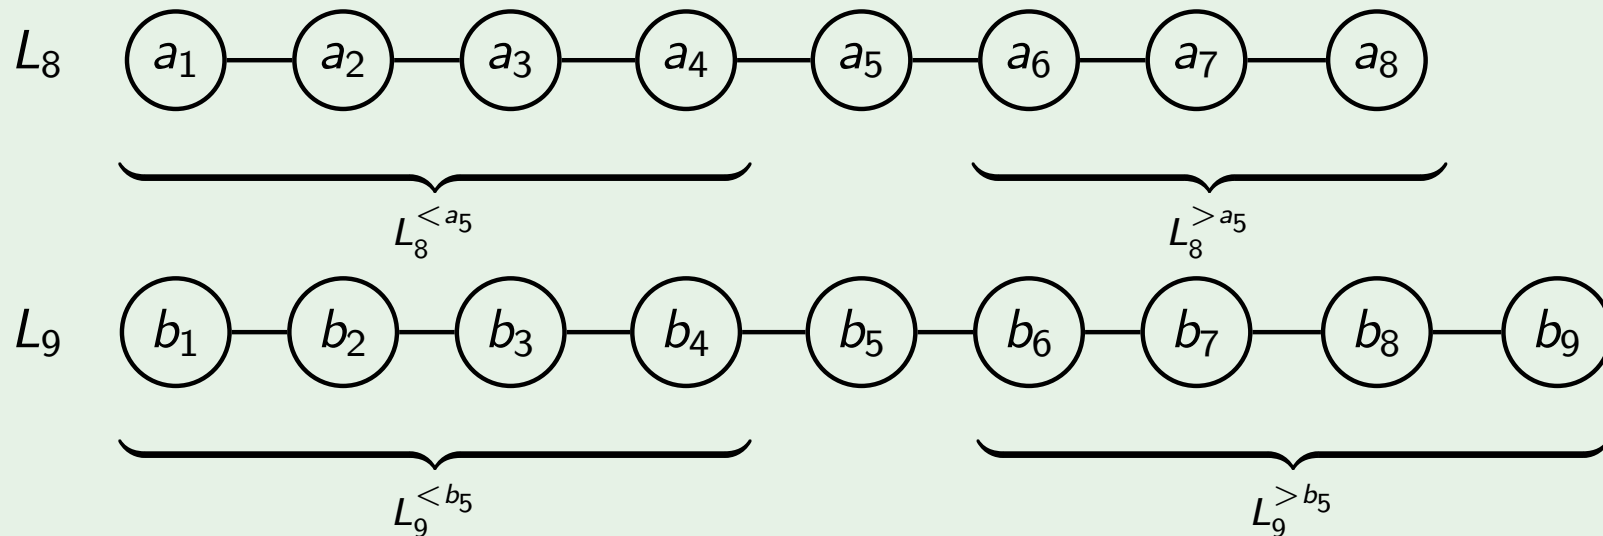 L₈ a₁ a₂ a₃ a₄ a₅ a₆ a₇ a₈
L₈^{<a₅} L₈^{>a₅}
L₉ b₁ b₂ b₃ b₄ b₅ b₆ b₇ b₈ b₉
L₉^{<b₅} L₉^{>b₅}